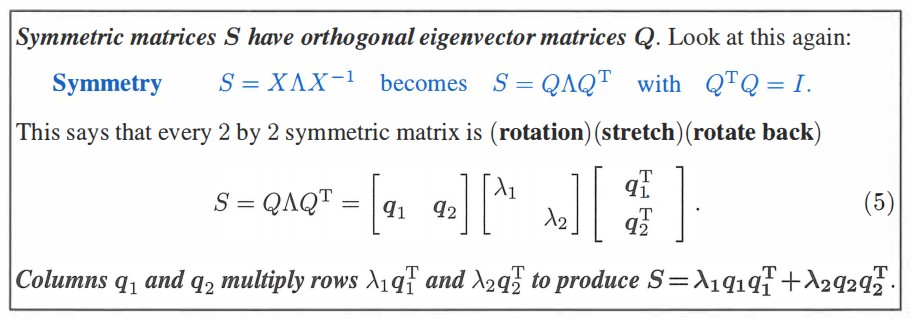 Symmetric matrices S have orthogonal eigenvector matrices Q. Look at this again:
Symmetry S = XΛX⁻¹ becomes S = QΛQᵀ with QᵀQ = I.
This says that every 2 by 2 symmetric matrix is (rotation)(stretch)(rotate back)
S = QΛQᵀ = [q₁ q₂] [λ₁ λ₂] [q₁ᵀ q₂ᵀ]. (5)
Columns q₁ and q₂ multiply rows λ₁q₁ᵀ and λ₂q₂ᵀ to produce S = λ₁q₁q₁ᵀ + λ₂q₂q₂ᵀ.